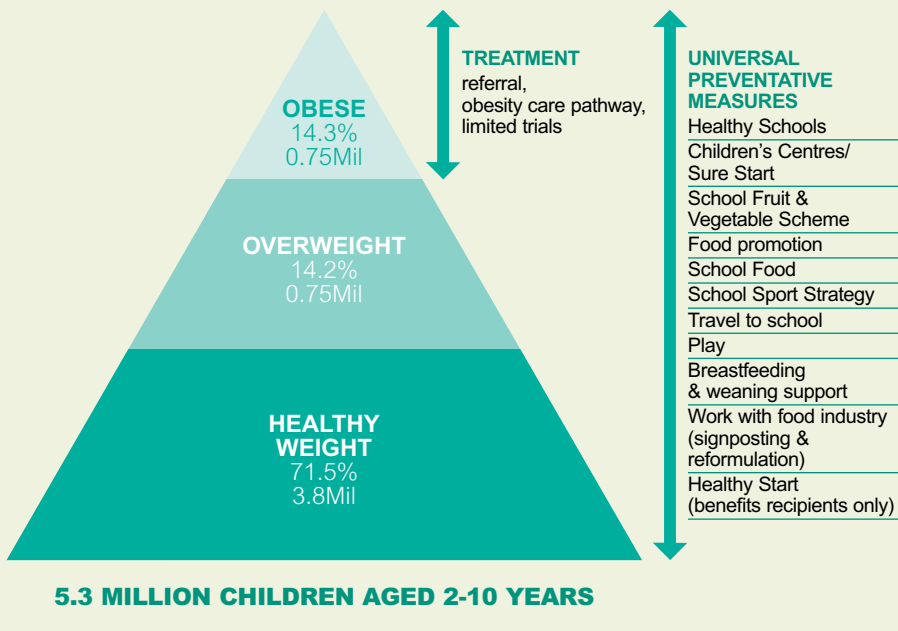 OBESE
14.3%
0.75Mil
OVERWEIGHT
14.2%
0.75Mil
HEALTHY
WEIGHT
71.5%
3.8Mil
TREATMENT
referral,
obesity care pathway,
limited trials
UNIVERSAL
PREVENTATIVE
MEASURES
Healthy Schools
Children's Centres/
Sure Start
School Fruit &
Vegetable Scheme
Food promotion
School Food
School Sport Strategy
Travel to school
Play
Breastfeeding
& weaning support
Work with food industry
(signposting &
reformulation)
Healthy Start
(benefits recipients only)
5.3 MILLION CHILDREN AGED 2-10 YEARS